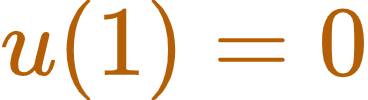 u(1) = 0